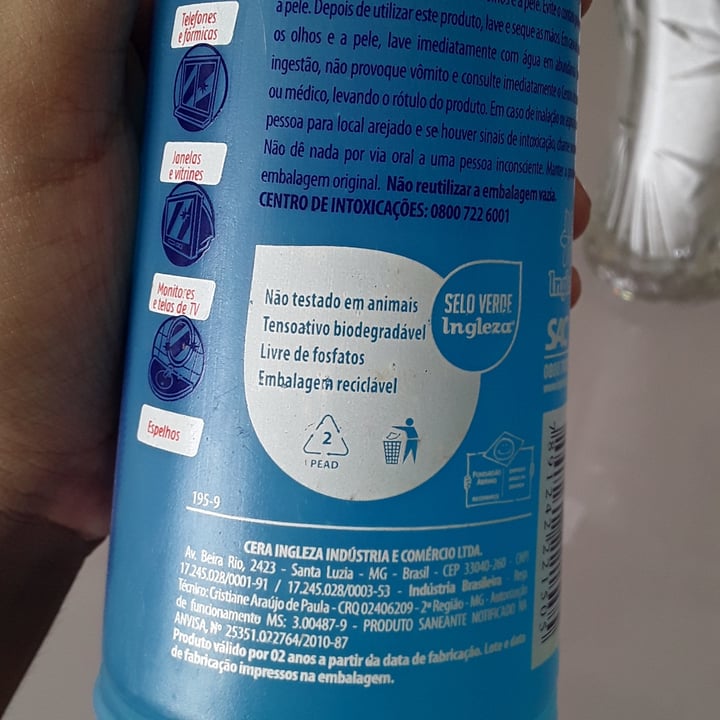 Telefones
e fórmicas
Janelas
e vitrines
Monitores
e telas de TV
Espelhos
a pele. Depois de utilizar este produto, lave e seque as mãos.
os olhos e a pele, lave imediatamente com água em
ingestão, não provoque vômito e consulte imediatamente o
ou médico, levando o rótulo do produto. Em caso de inalação
pessoa para local arejado e se houver sinais de intoxicação,
Não dê nada por via oral a uma pessoa inconsciente.
embalagem original. Não reutilizar a embalagem vazia.
CENTRO DE INTOXICAÇÕES: 0800 722 6001
Não testado em animais
Tensoativo biodegradável
Livre de fosfatos
Embalagem reciclável
SELO VERDE
Ingleza
2
PEAD
SAC
FUNDAÇÃO
ABRINQ
195-9
CERA INGLEZA INDÚSTRIA E COMÉRCIO LTDA.
Av. Beira Rio, 2423 - Santa Luzia - MG - Brasil - CEP 33040-260 -
17.245.028/0001-91 / 17.245.028/0003-53 - Indústria Brasileira - Resp.
Técnico: Cristiane Araújo de Paula - CRQ 02406209 - 2ª Região - MG - Autorização
de funcionamento MS: 3.00487-9 - PRODUTO SANEANTE NOTIFICADO NA
ANVISA, Nº 25351.022764/2010-87
Produto válido por 02 anos a partir da data de fabricação. Lote e data
de fabricação impressos na embalagem.